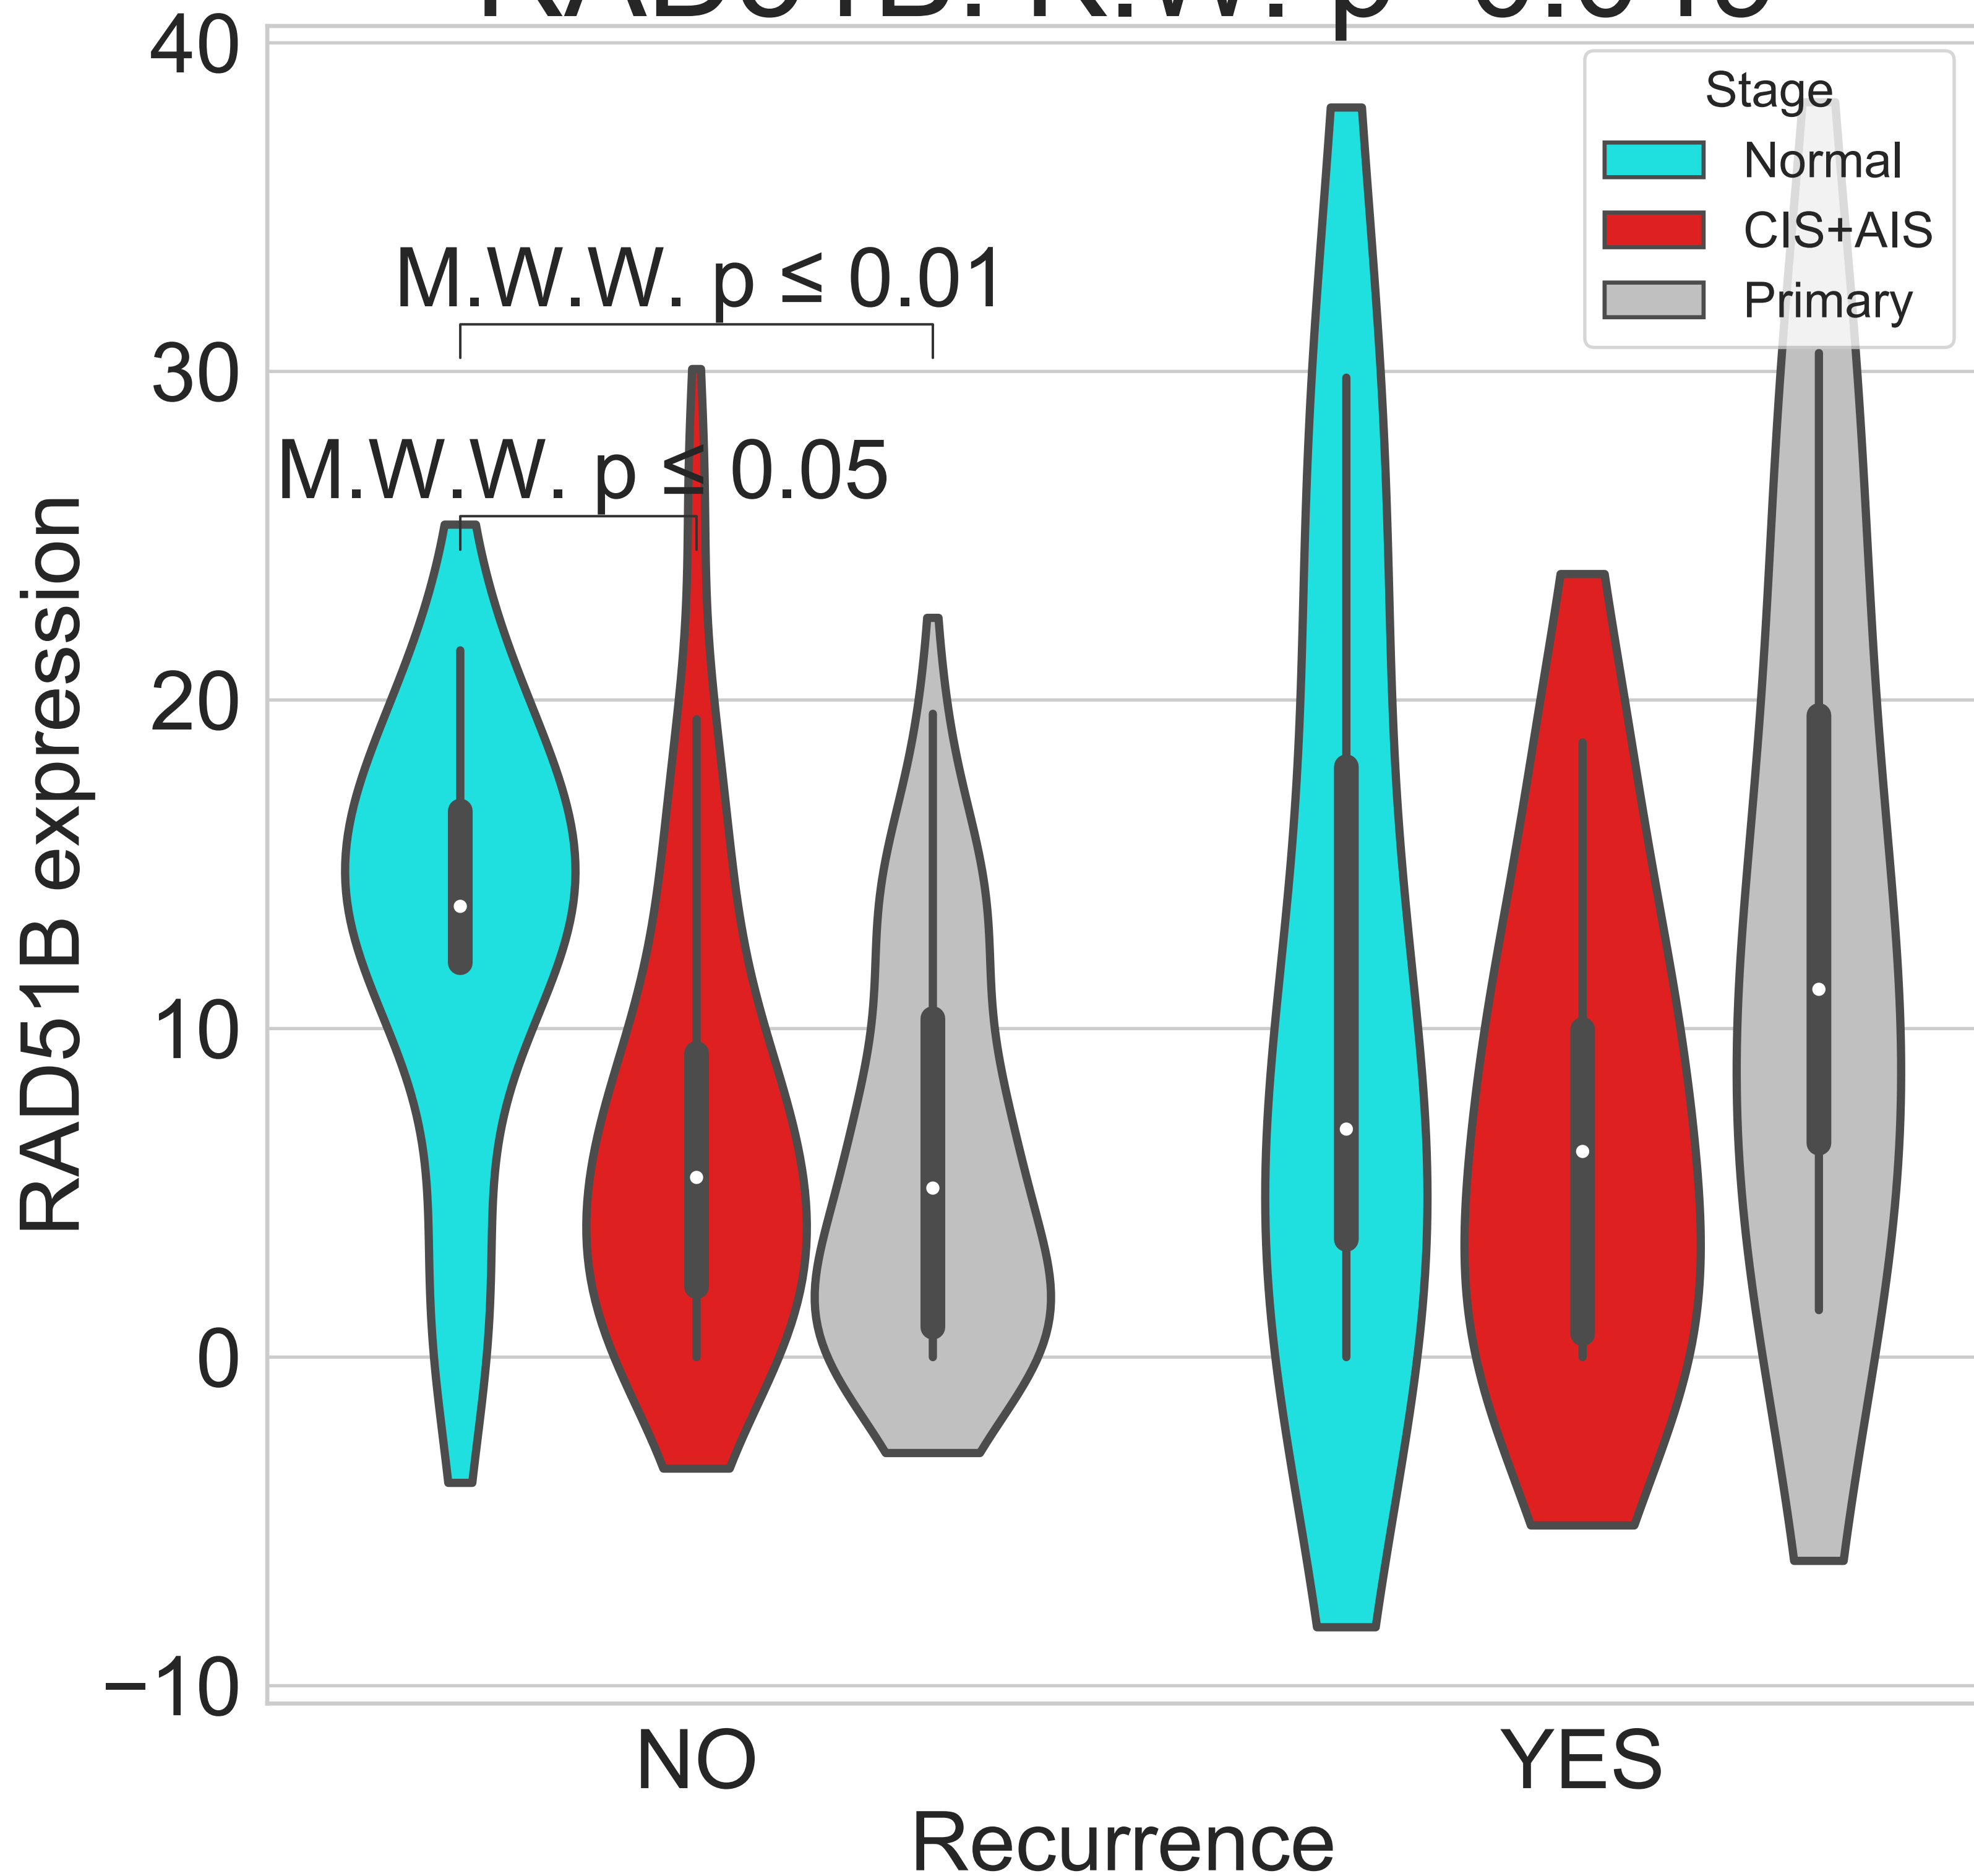 40
Stage
Normal
CIS+AIS
Primary
M.W.W. p ≤ 0.01
30
M.W.W. p ≤ 0.05
20
10
0
−10
RAD51B expression
NO YES
Recurrence